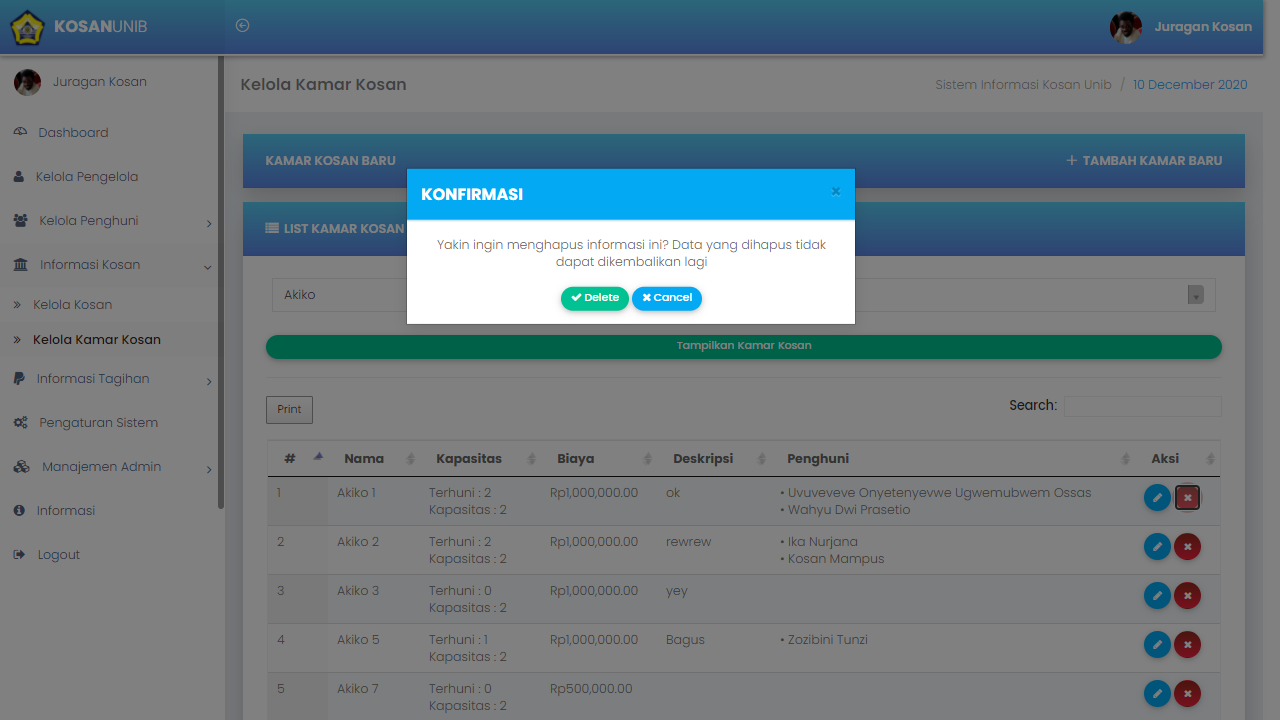 KOSANUNIB
Juragan Kosan
Juragan Kosan
Dashboard
Kelola Pengelola
Kelola Penghuni
Informasi Kosan
Kelola Kosan
Kelola Kamar Kosan
Informasi Tagihan
Pengaturan Sistem
Manajemen Admin
Informasi
Logout
Kelola Kamar Kosan
Sistem Informasi Kosan Unib / 10 December 2020
KAMAR KOSAN BARU
+ TAMBAH KAMAR BARU
LIST KAMAR KOSAN
KONFIRMASI
Yakin ingin menghapus informasi ini? Data yang dihapus tidak
dapat dikembalikan lagi
Delete Cancel
Akiko
Tampilkan Kamar Kosan
Print
Search:
# Nama Kapasitas Biaya Deskripsi Penghuni Aksi
1 Akiko 1 Terhuni : 2 Rp1,000,000.00 ok • Uvuveveve Onyetenyevwe Ugwemubwem Ossas
Kapasitas : 2 • Wahyu Dwi Prasetio
2 Akiko 2 Terhuni : 2 Rp1,000,000.00 rewrew • Ika Nurjana
Kapasitas : 2 • Kosan Mampus
3 Akiko 3 Terhuni : 0 Rp1,000,000.00 yey
Kapasitas : 2
4 Akiko 5 Terhuni : 1 Rp1,000,000.00 Bagus • Zozibini Tunzi
Kapasitas : 2
5 Akiko 7 Terhuni : 0 Rp500,000.00
Kapasitas : 2